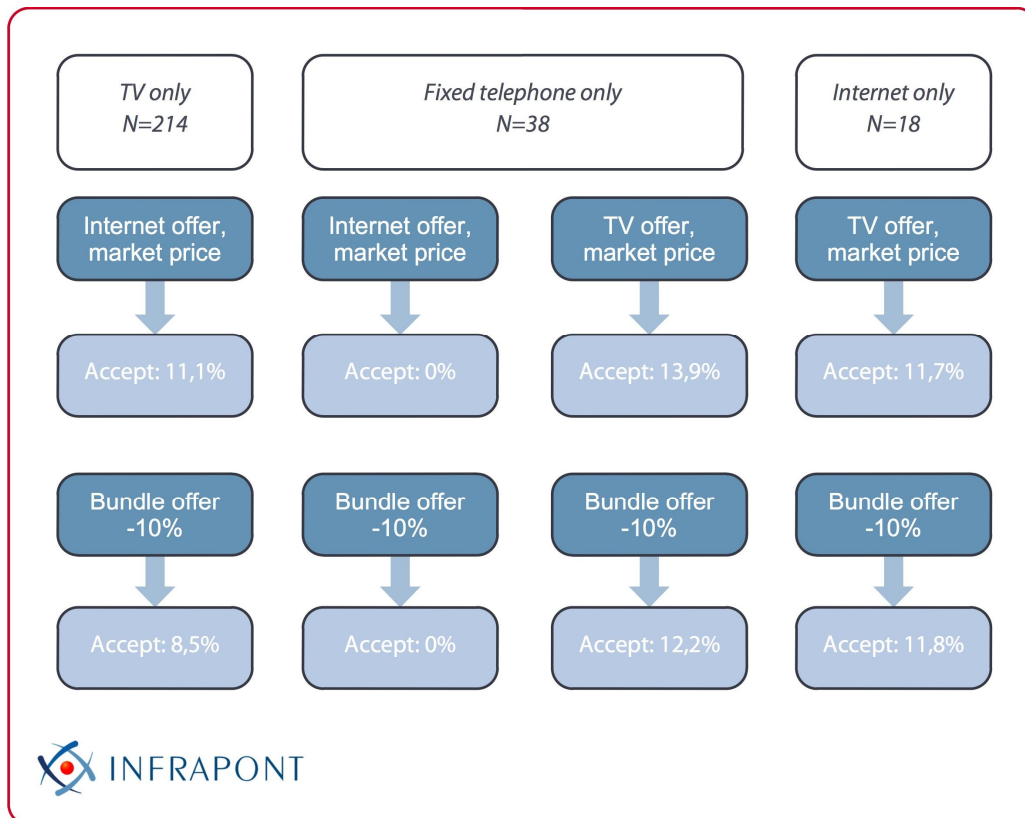 TV only
N=214
Fixed telephone only
N=38
Internet only
N=18
Internet offer,
market price
Internet offer,
market price
TV offer,
market price
TV offer,
market price
Accept: 11,1%
Accept: 0%
Accept: 13,9%
Accept: 11,7%
Bundle offer
-10%
Bundle offer
-10%
Bundle offer
-10%
Bundle offer
-10%
Accept: 8,5%
Accept: 0%
Accept: 12,2%
Accept: 11,8%
INFRAPONT